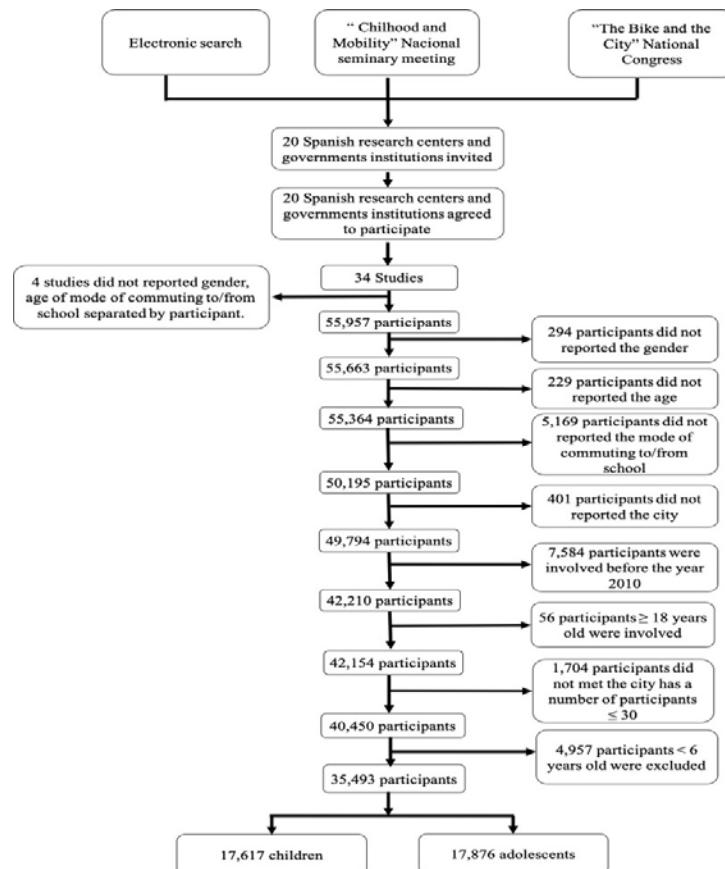 Electronic search
“ Chilhood and
Mobility” Nacional
seminary meeting
“The Bike and the
City” National
Congress
20 Spanish research centers and
governments institutions invited
20 Spanish research centers and
governments institutions agreed
to participate
34 Studies
4 studies did not reported gender,
age of mode of commuting to/from
school separated by participant.
55,957 participants
294 participants did not
reported the gender
55,663 participants
229 participants did not
reported the age
55,364 participants
5,169 participants did not
reported the mode of
commuting to/from
school
50,195 participants
401 participants did not
reported the city
49,794 participants
7,584 participants were
involved before the year
2010
42,210 participants
56 participants ≥ 18 years
old were involved
42,154 participants
1,704 participants did
not met the city has a
number of participants
≤ 30
40,450 participants
4,957 participants < 6
years old were excluded
35,493 participants
17,617 children
17,876 adolescents